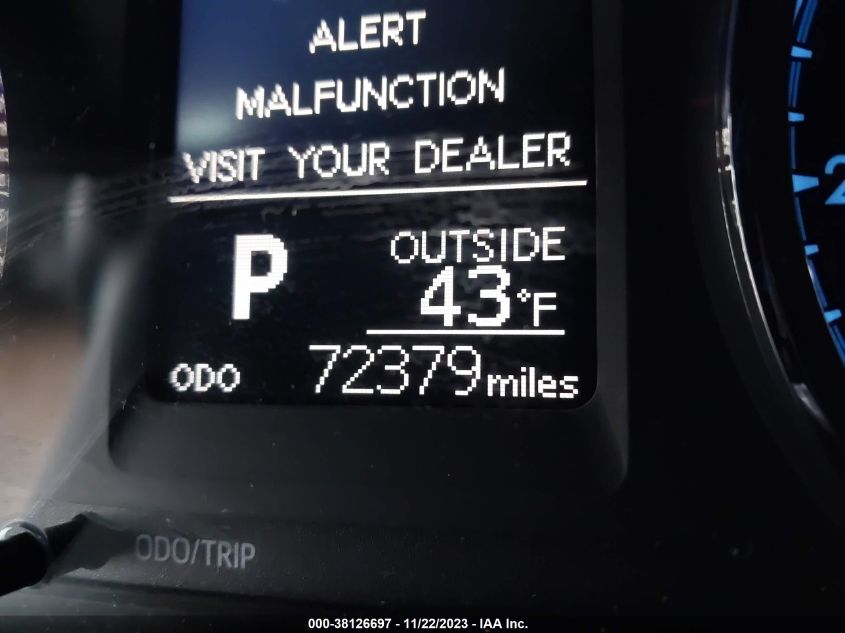 ALERT
MALFUNCTION
VISIT YOUR DEALER
P
OUTSIDE
43°F
ODO 72379 miles
2
ODO/TRIP
000-38126697 - 11/22/2023 - IAA Inc.